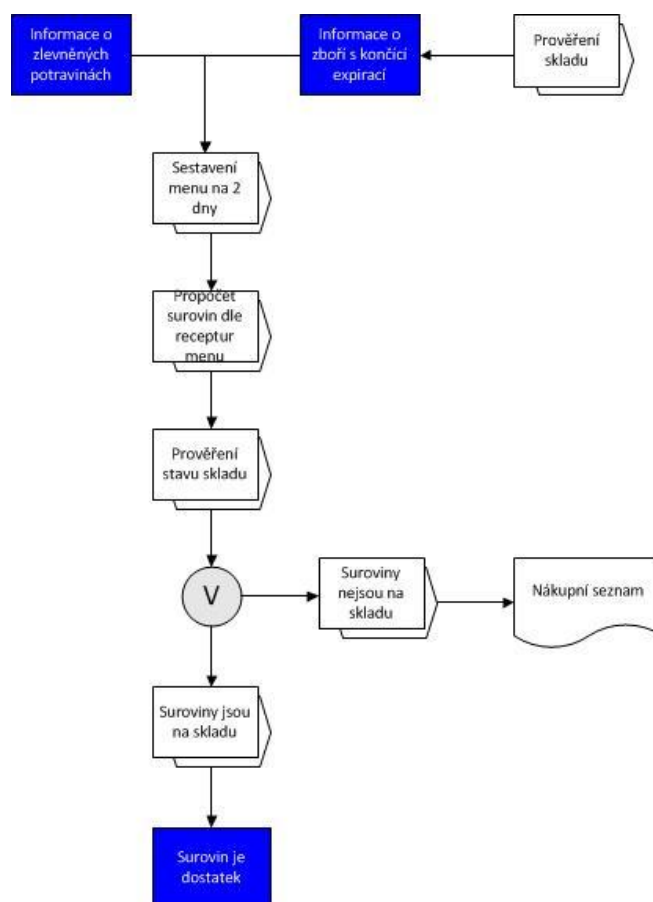 Informace o
zlevněných
potravinách
Informace o
zboží s končící
expirací
Prověření
skladu
Sestavení
menu na 2
dny
Propočet
surovin dle
receptur
menu
Prověření
stavu skladu
V
Suroviny
nejsou na
skladu
Nákupní seznam
Suroviny jsou
na skladu
Surovin je
dostatek